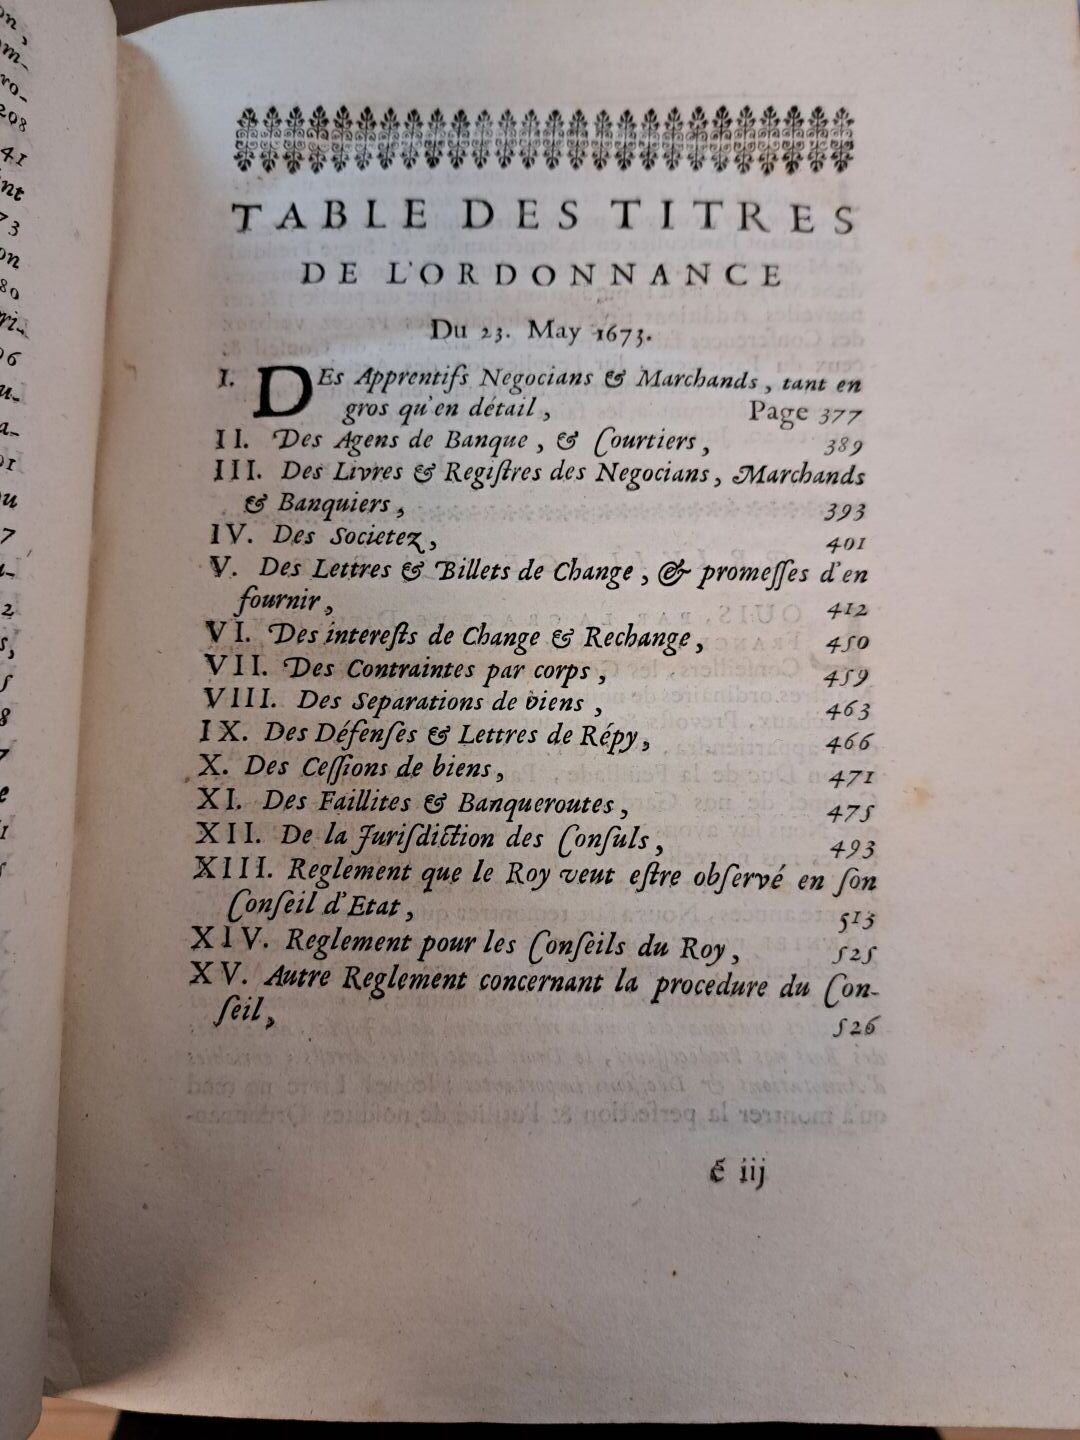 TABLE DES TITRES
DE L'ORDONNANCE
Du 23. May 1673.
I. DEs Apprentifs Negocians & Marchands, tant en
gros qu'en détail, Page 377
II. Des Agens de Banque, & Courtiers, 389
III. Des Livres & Regiſtres des Negocians, Marchands
& Banquiers, 393
IV. Des Societez, 401
V. Des Lettres & Billets de Change, & promeſſes d'en
fournir, 412
VI. Des intereſts de Change & Rechange, 450
VII. Des Contraintes par corps, 459
VIII. Des Separations de biens, 463
IX. Des Défenſes & Lettres de Répy, 466
X. Des Ceſſions de biens, 471
XI. Des Faillites & Banqueroutes, 475
XII. De la Juriſdiction des Conſuls, 493
XIII. Reglement que le Roy veut eſtre obſervé en ſon
Conſeil d'Etat, 513
XIV. Reglement pour les Conſeils du Roy, 525
XV. Autre Reglement concernant la procedure du Con-
ſeil, 526
é iij